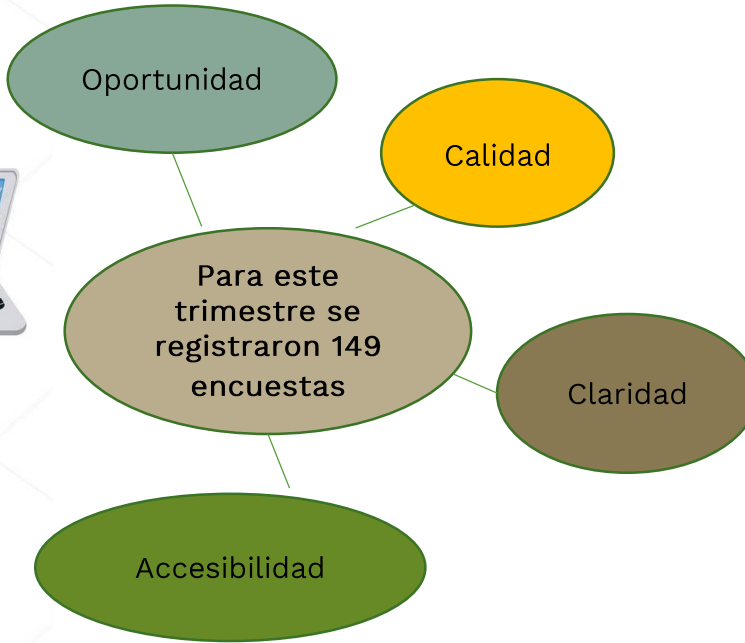 Oportunidad
Calidad
Para este
trimestre se
registraron 149
encuestas
Claridad
Accesibilidad